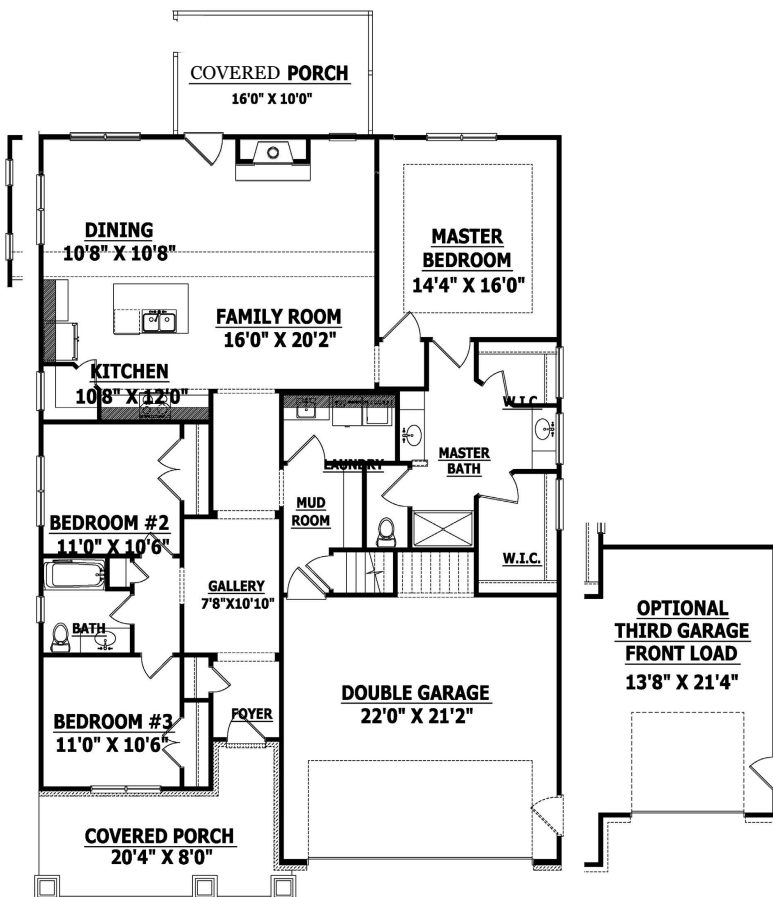 COVERED PORCH
16'0" X 10'0"
DINING
10'8" X 10'8"
MASTER
BEDROOM
14'4" X 16'0"
FAMILY ROOM
16'0" X 20'2"
KITCHEN
10'8" X 12'0"
W.I.C.
LAUNDRY
MASTER
BATH
BEDROOM #2
11'0" X 10'6"
MUD
ROOM
W.I.C.
GALLERY
7'8"X10'10"
BATH
OPTIONAL
THIRD GARAGE
FRONT LOAD
13'8" X 21'4"
DOUBLE GARAGE
22'0" X 21'2"
FOYER
BEDROOM #3
11'0" X 10'6"
COVERED PORCH
20'4" X 8'0"